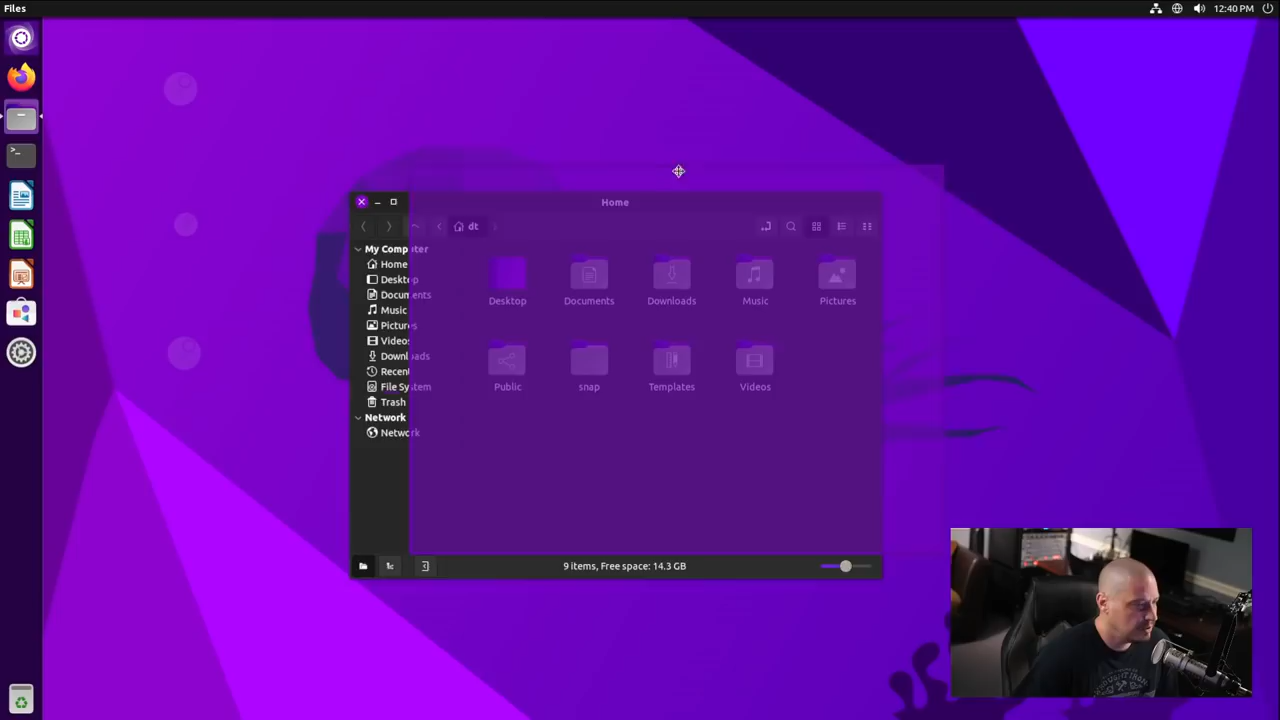 Files
12:40 PM
Home
dt
My Computer
Home
Desktop
Documents
Music
Pictures
Videos
Downloads
Recent
File System
Trash
Network
Network
Desktop
Documents
Downloads
Music
Pictures
Public
snap
Templates
Videos
9 items, Free space: 14.3 GB